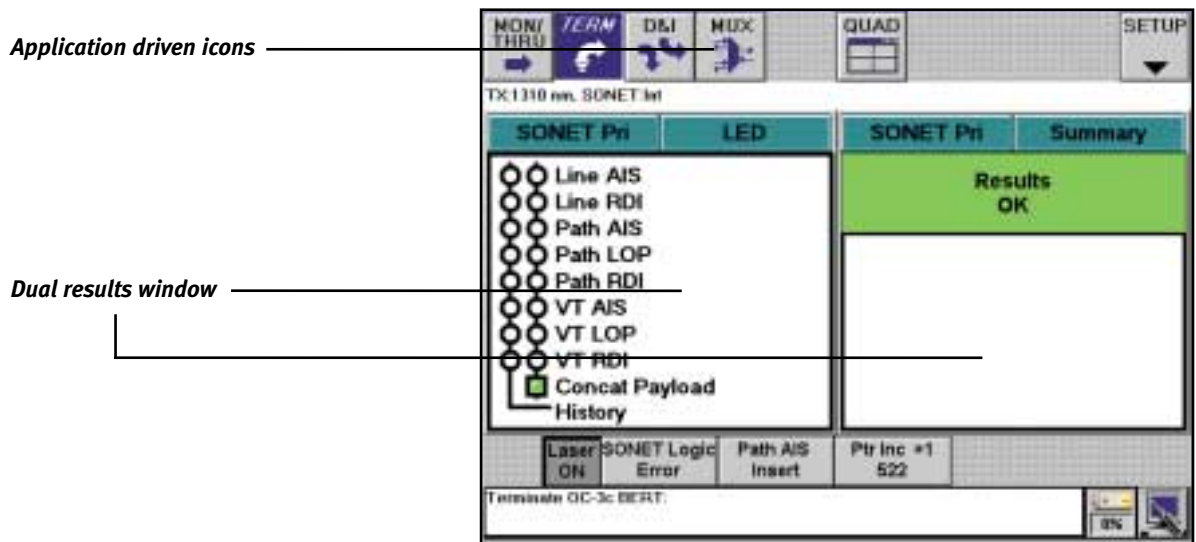 Application driven icons
MON/
THRU
TERM
D&I
MUX
QUAD
SETUP
TX:1310 nm, SONET:Int
SONET Pri
LED
SONET Pri
Summary
Line AIS
Line RDI
Path AIS
Path LOP
Path RDI
VT AIS
VT LOP
VT RDI
Concat Payload
History
Results
OK
Dual results window
Laser
ON
SONET Logic
Error
Path AIS
Insert
Ptr Inc +1
522
Terminate OC-3c BERT:
0%